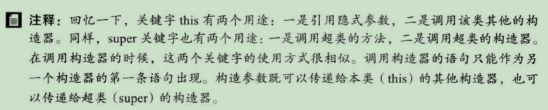 注释：回忆一下，关键字 this 有两个用途：一是引用隐式参数，二是调用该类其他的构
造器。同样，super 关键字也有两个用途：一是调用超类的方法，二是调用超类的构造器。
在调用构造器的时候，这两个关键字的使用方式很相似。调用构造器的语句只能作为另
一个构造器的第一条语句出现。构造参数既可以传递给本类（this）的其他构造器，也可
以传递给超类（super）的构造器。